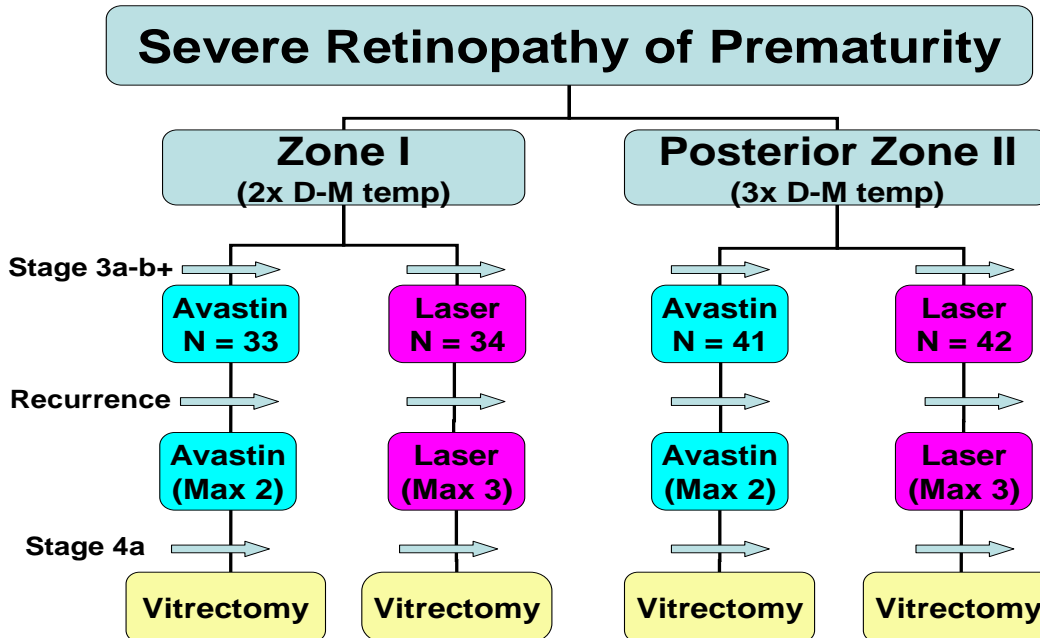 Severe Retinopathy of Prematurity
Zone I
(2x D-M temp)
Posterior Zone II
(3x D-M temp)
Stage 3a-b+
Avastin
N = 33
Laser
N = 34
Avastin
N = 41
Laser
N = 42
Recurrence
Avastin
(Max 2)
Laser
(Max 3)
Avastin
(Max 2)
Laser
(Max 3)
Stage 4a
Vitrectomy
Vitrectomy
Vitrectomy
Vitrectomy